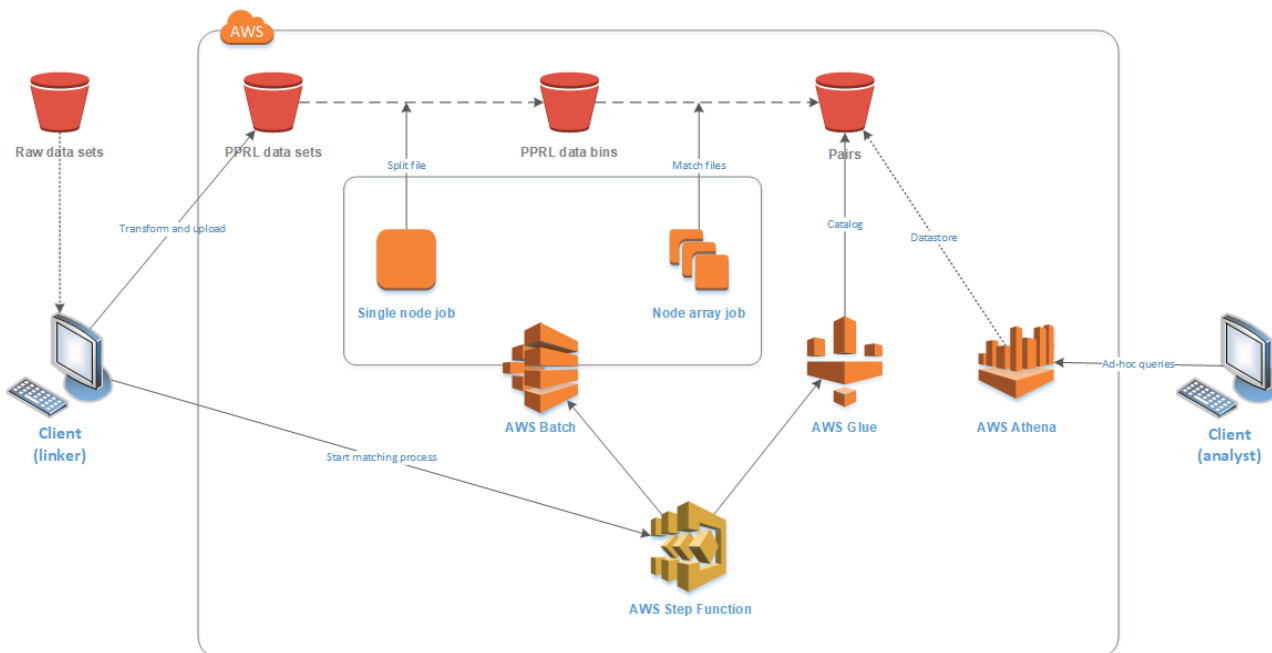 AWS
Raw data sets
PPRL data sets
PPRL data bins
Pairs
Split file
Match files
Transform and upload
Catalog
Datastore
Single node job
Node array job
Ad-hoc queries
AWS Batch
AWS Glue
AWS Athena
Client
(linker)
Client
(analyst)
Start matching process
AWS Step Function